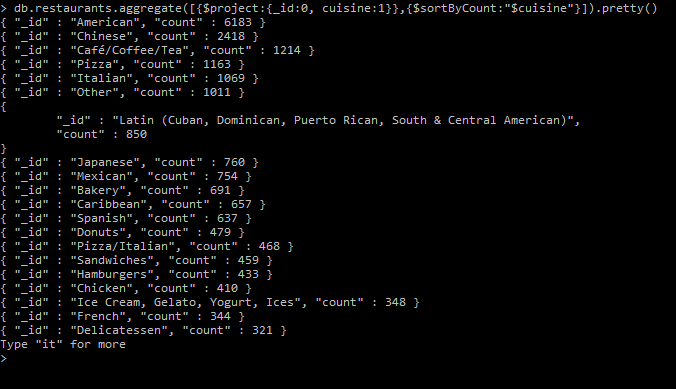 > db.restaurants.aggregate([{$project:{_id:0, cuisine:1}},{$sortByCount:"$cuisine"}]).pretty()
{ "_id" : "American", "count" : 6183 }
{ "_id" : "Chinese", "count" : 2418 }
{ "_id" : "Café/Coffee/Tea", "count" : 1214 }
{ "_id" : "Pizza", "count" : 1163 }
{ "_id" : "Italian", "count" : 1069 }
{ "_id" : "Other", "count" : 1011 }
{
        "_id" : "Latin (Cuban, Dominican, Puerto Rican, South & Central American)",
        "count" : 850
}
{ "_id" : "Japanese", "count" : 760 }
{ "_id" : "Mexican", "count" : 754 }
{ "_id" : "Bakery", "count" : 691 }
{ "_id" : "Caribbean", "count" : 657 }
{ "_id" : "Spanish", "count" : 637 }
{ "_id" : "Donuts", "count" : 479 }
{ "_id" : "Pizza/Italian", "count" : 468 }
{ "_id" : "Sandwiches", "count" : 459 }
{ "_id" : "Hamburgers", "count" : 433 }
{ "_id" : "Chicken", "count" : 410 }
{ "_id" : "Ice Cream, Gelato, Yogurt, Ices", "count" : 348 }
{ "_id" : "French", "count" : 344 }
{ "_id" : "Delicatessen", "count" : 321 }
Type "it" for more
>